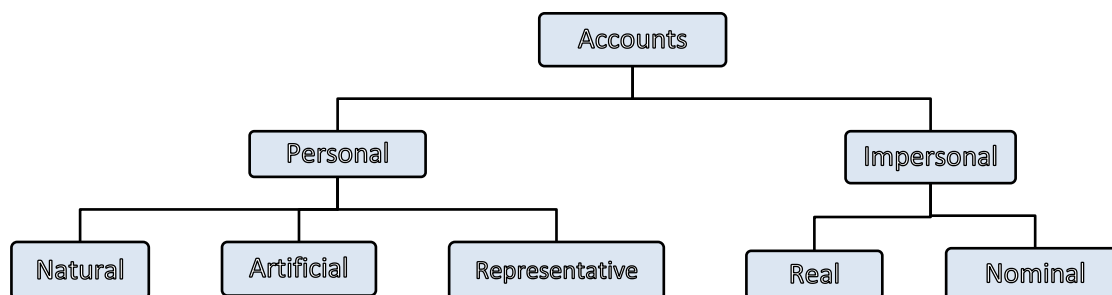 Accounts
Personal
Impersonal
Natural
Artificial
Representative
Real
Nominal